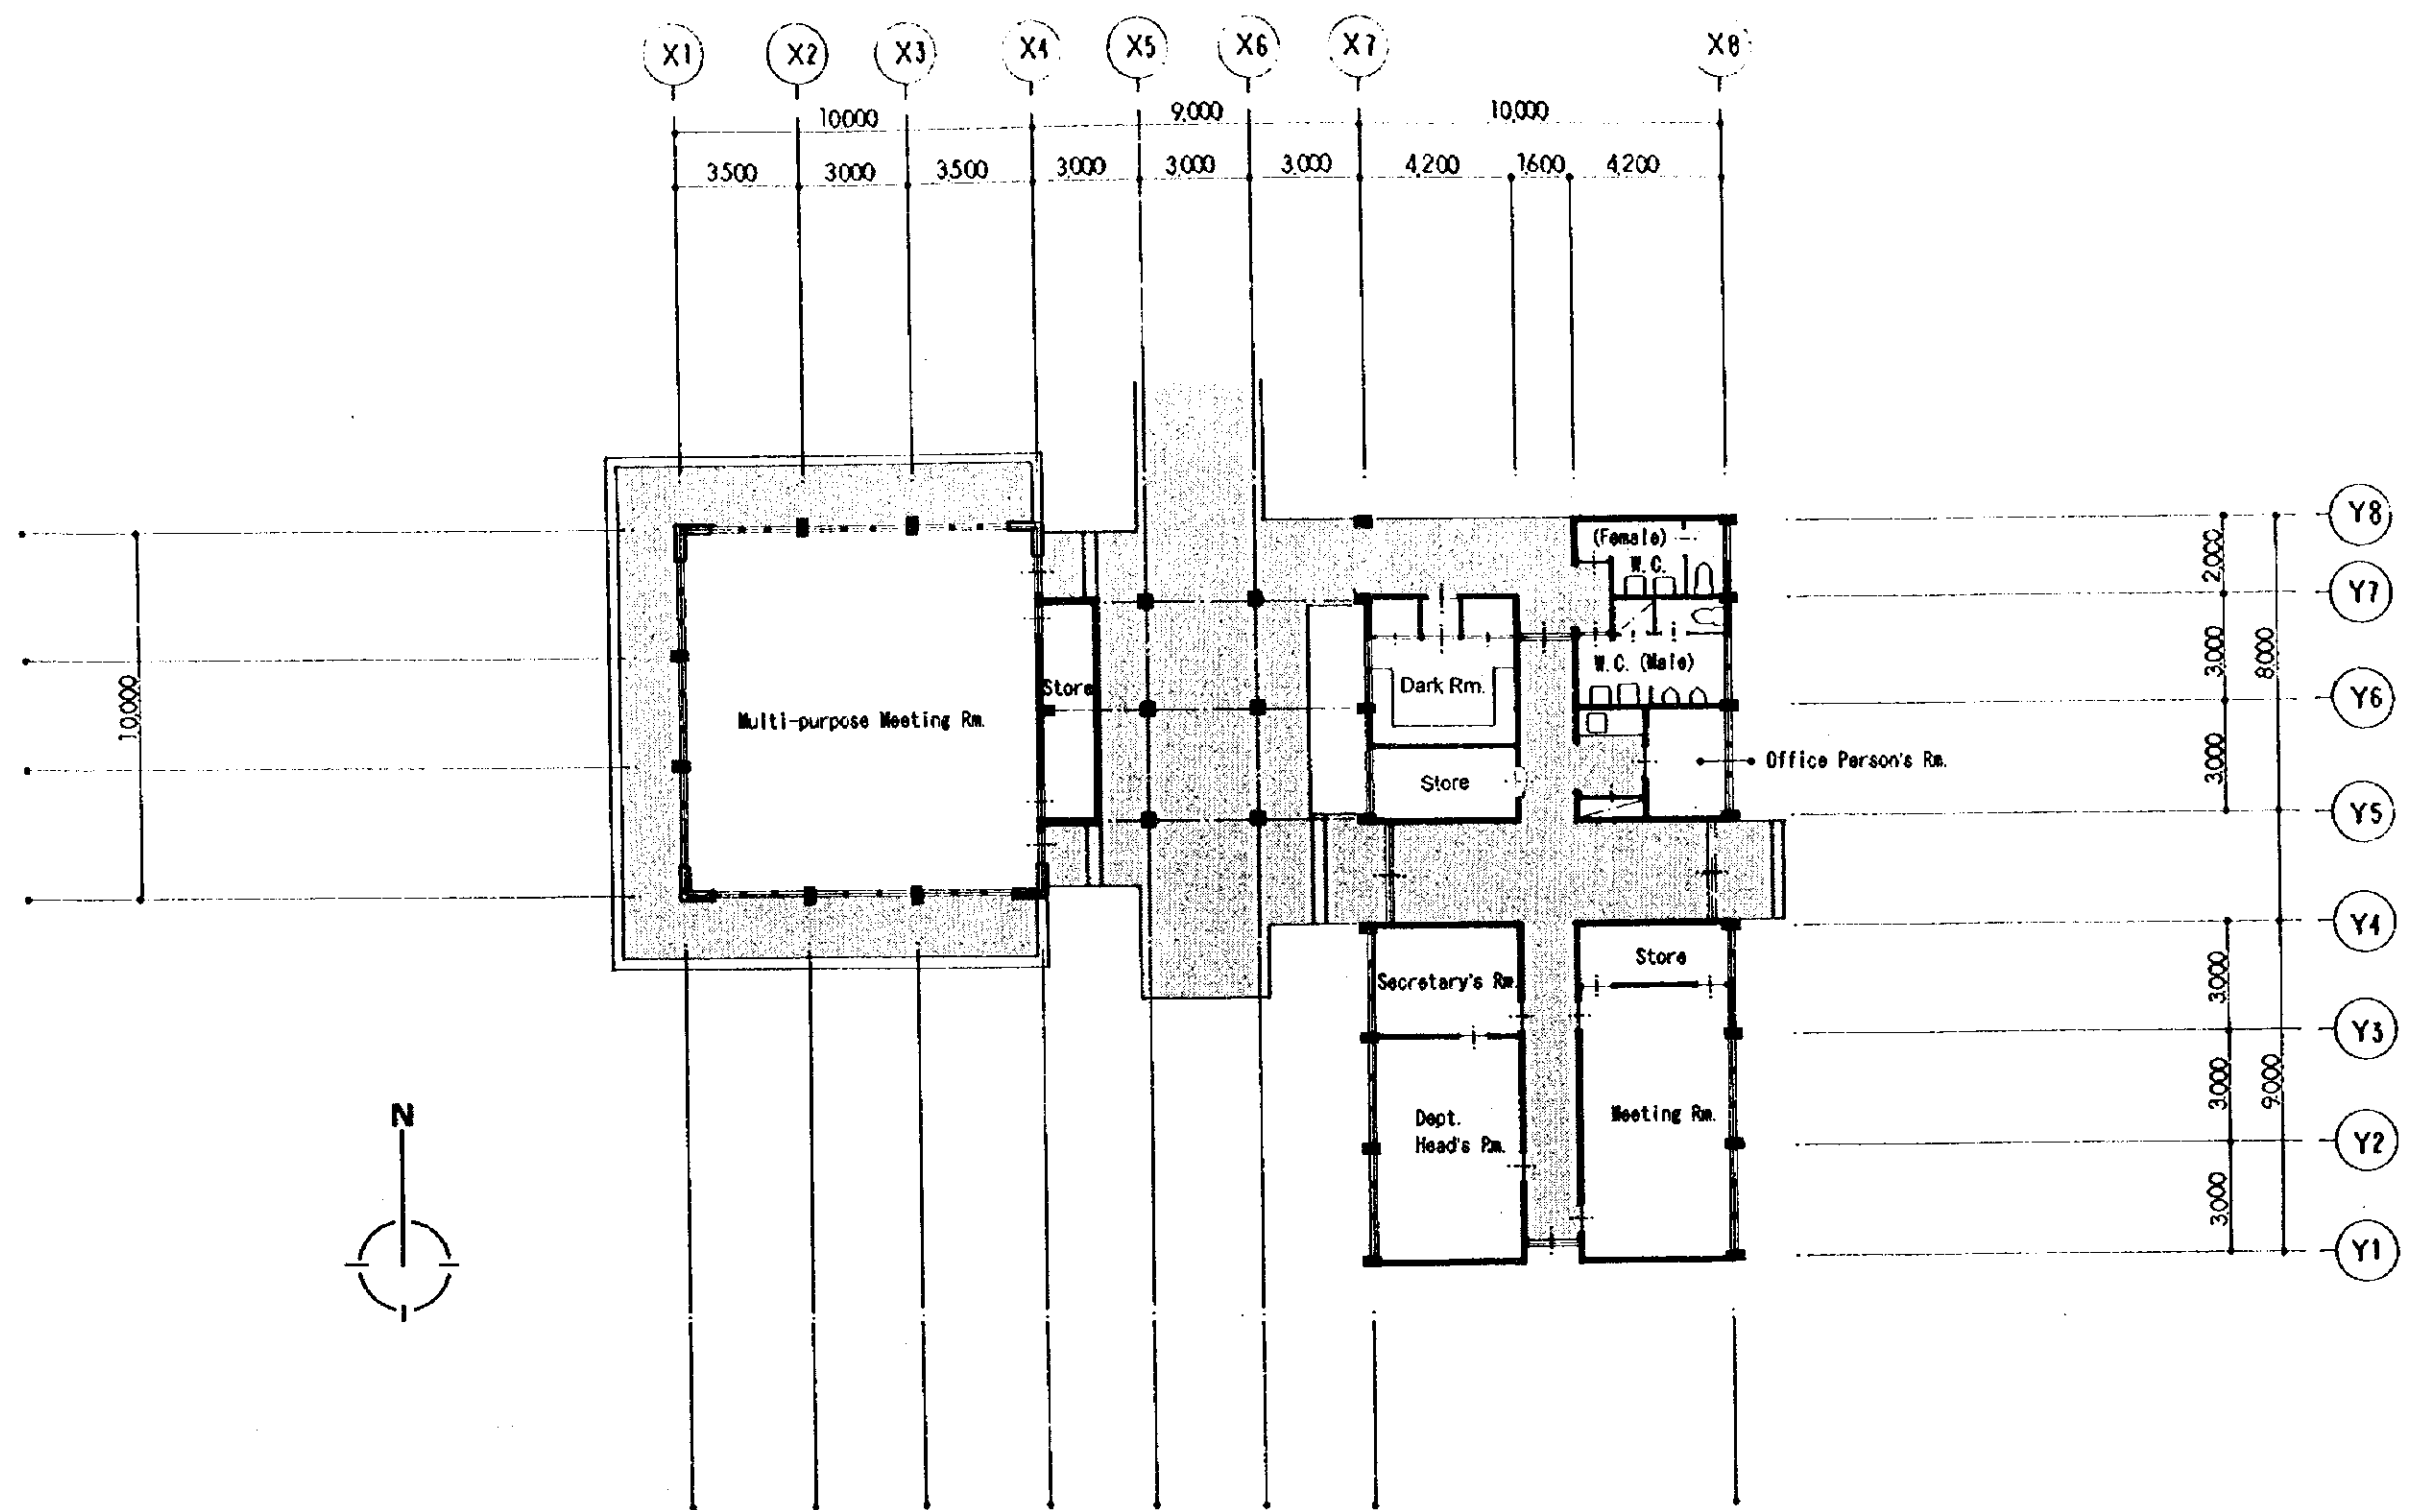 X1 X2 X3 X4 X5 X6 X7 X8
10,000 9,000 10,000
3,500 3,000 3,500 3,000 3,000 3,000 4,200 1,600 4,200
Y8
(Female)
W.C.
2,000
Y7
3,000
8,000
W.C. (Male)
Dark Rm.
Store
Y6
10,000
Multi-purpose Meeting Rm.
3,000
Office Person's Rm.
Store
Y5
Y4
Store
Secretary's Rm.
3,000
Y3
3,000
9,000
Dept.
Head's Rm.
Meeting Rm.
N
Y2
3,000
Y1